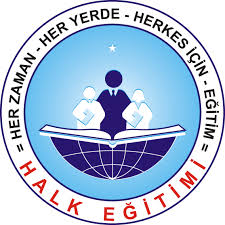 = HER ZAMAN - HER YERDE - HERKES İÇİN - EĞİTİM =
HALK EĞİTİMİ